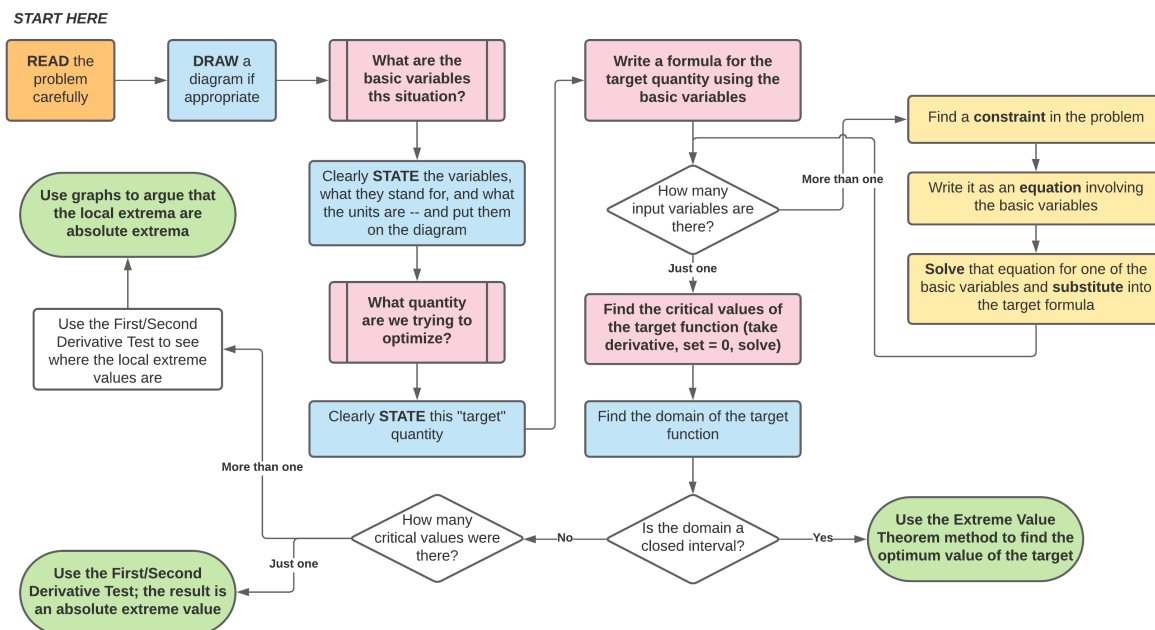 START HERE
READ the
problem
carefully
DRAW a
diagram if
appropriate
What are the
basic variables
ths situation?
Clearly STATE the variables,
what they stand for, and what
the units are -- and put them
on the diagram
What quantity
are we trying to
optimize?
Clearly STATE this "target"
quantity
Write a formula for the
target quantity using the
basic variables
How many
input variables are
there?
More than one
Find a constraint in the problem
Write it as an equation involving
the basic variables
Solve that equation for one of the
basic variables and substitute into
the target formula
Just one
Find the critical values of
the target function (take
derivative, set = 0, solve)
Find the domain of the target
function
Is the domain a
closed interval?
Yes
Use the Extreme Value
Theorem method to find the
optimum value of the target
No
How many
critical values were
there?
More than one
Use the First/Second
Derivative Test to see
where the local extreme
values are
Use graphs to argue that
the local extrema are
absolute extrema
Just one
Use the First/Second
Derivative Test; the result is
an absolute extreme value